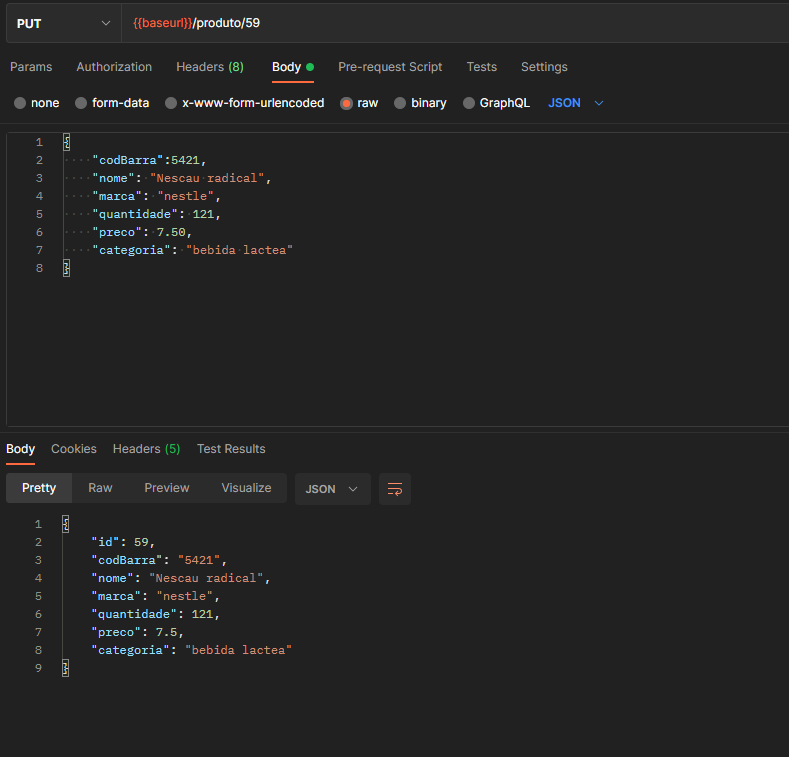 PUT {{baseurl}}/produto/59
Params Authorization Headers (8) Body Pre-request Script Tests Settings
none form-data x-www-form-urlencoded raw binary GraphQL JSON
1 {
2 "codBarra":5421,
3 "nome": "Nescau radical",
4 "marca": "nestle",
5 "quantidade": 121,
6 "preco": 7.50,
7 "categoria": "bebida lactea"
8 }
Body Cookies Headers (5) Test Results
Pretty Raw Preview Visualize JSON
1 {
2 "id": 59,
3 "codBarra": "5421",
4 "nome": "Nescau radical",
5 "marca": "nestle",
6 "quantidade": 121,
7 "preco": 7.5,
8 "categoria": "bebida lactea"
9 }